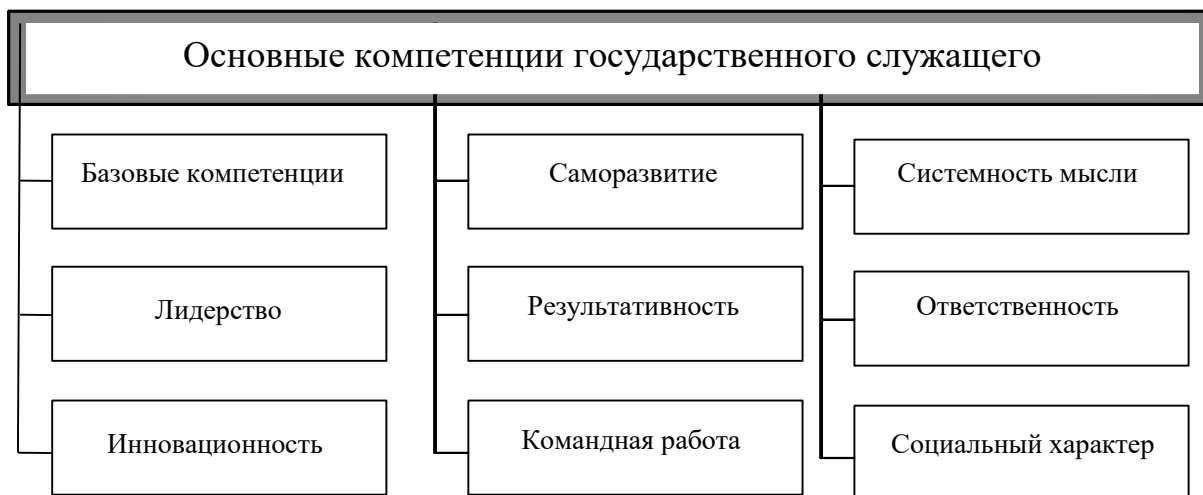 Основные компетенции государственного служащего
Базовые компетенции
Саморазвитие
Системность мысли
Лидерство
Результативность
Ответственность
Инновационность
Командная работа
Социальный характер